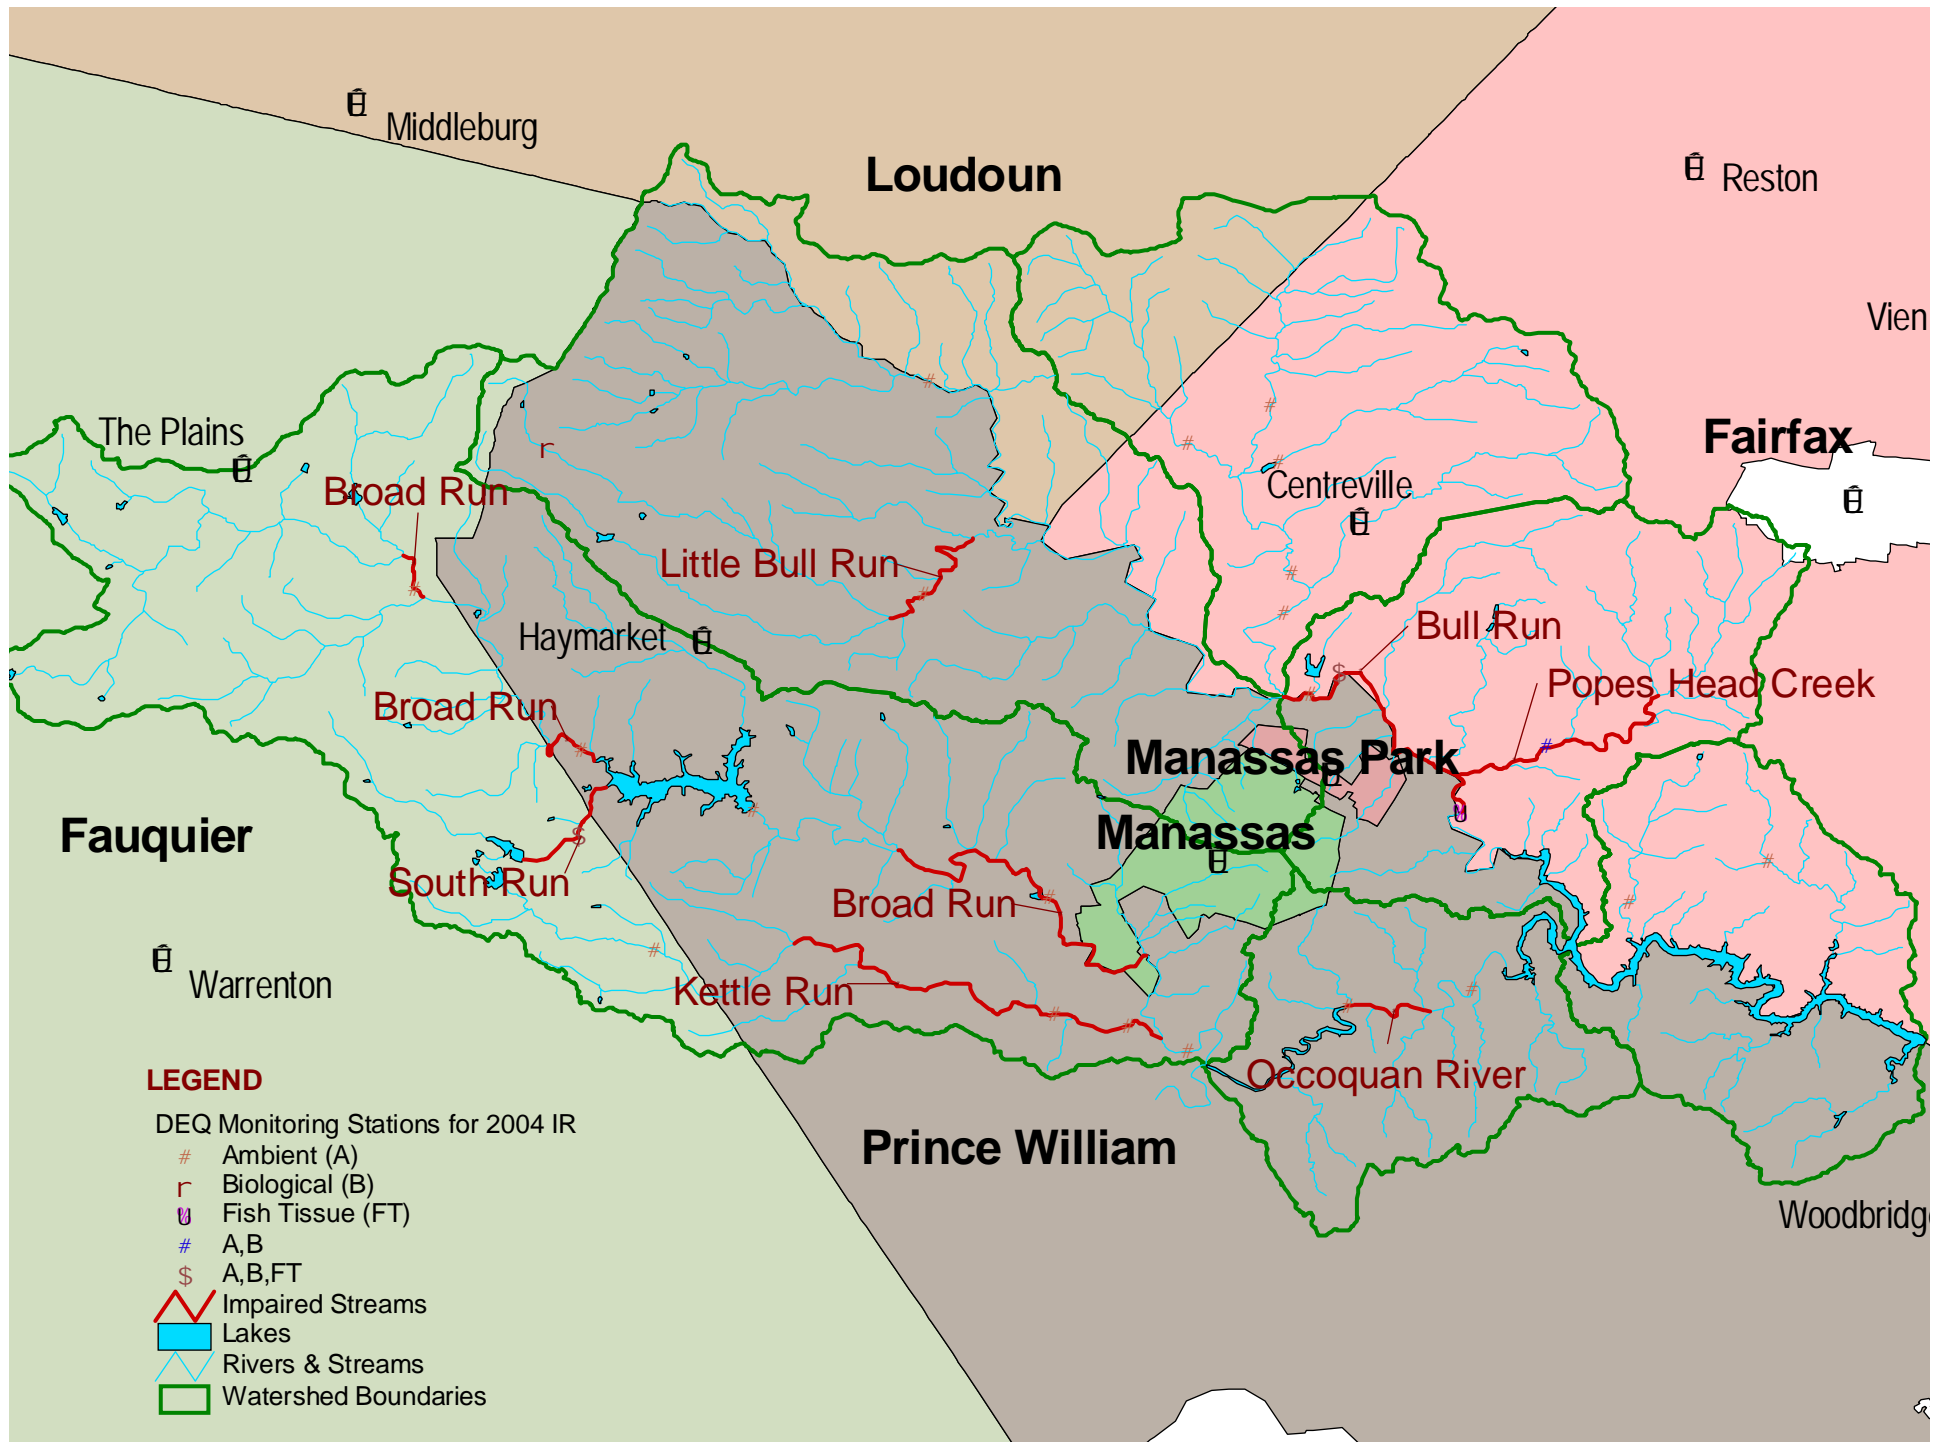 Middleburg
Loudoun
Reston
Vien
The Plains
Fairfax
Broad Run
Centreville
Little Bull Run
Bull Run
Haymarket
Popes Head Creek
Broad Run
Manassas Park
Fauquier
Manassas
South Run
Broad Run
Warrenton
Kettle Run
Occoquan River
Prince William
Woodbridg
LEGEND
DEQ Monitoring Stations for 2004 IR
# Ambient (A)
r Biological (B)
Fish Tissue (FT)
# A,B
$ A,B,FT
Impaired Streams
Lakes
Rivers & Streams
Watershed Boundaries